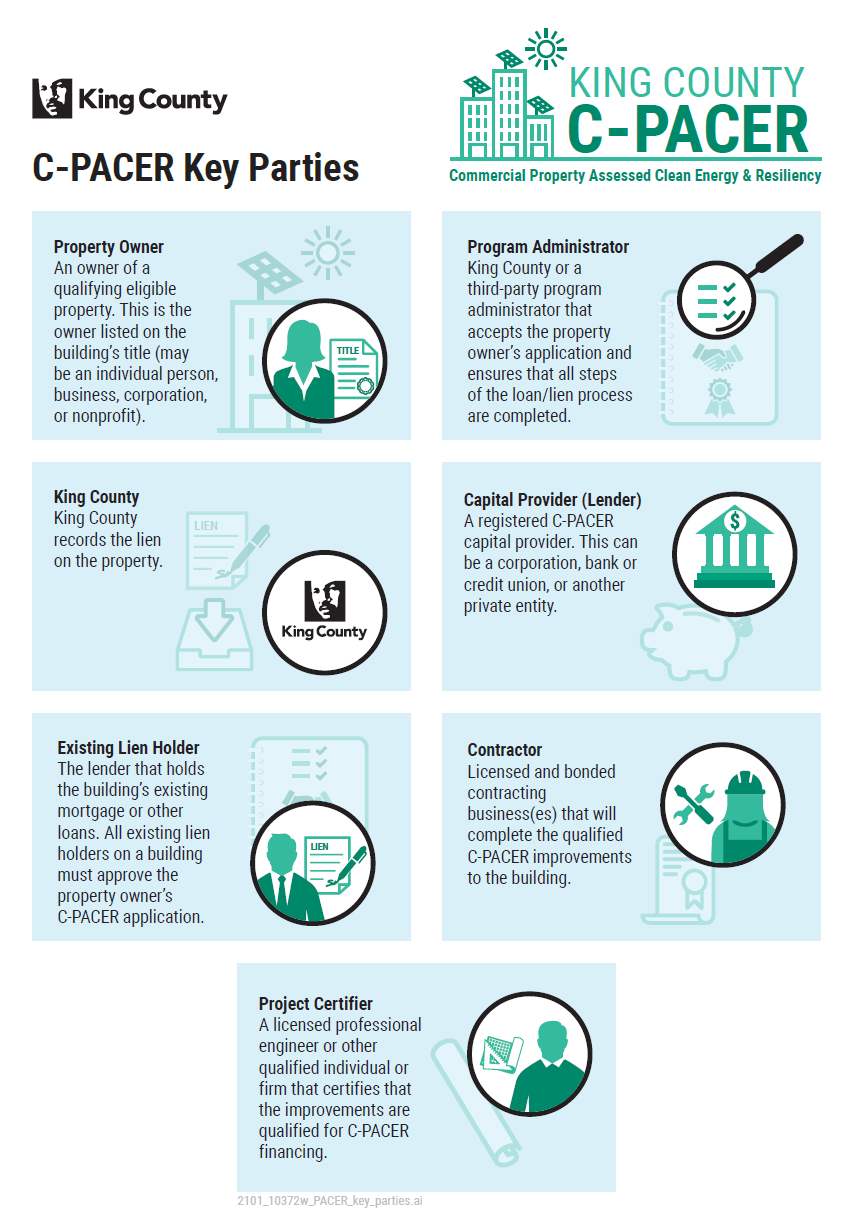 King County
KING COUNTY
C-PACER
Commercial Property Assessed Clean Energy & Resiliency
C-PACER Key Parties
Property Owner
An owner of a
qualifying eligible
property. This is the
owner listed on the
building’s title (may
be an individual person,
business, corporation,
or nonprofit).
TITLE
Program Administrator
King County or a
third-party program
administrator that
accepts the property
owner’s application and
ensures that all steps
of the loan/lien process
are completed.
King County
King County
records the lien
on the property.
LIEN
King County
Capital Provider (Lender)
A registered C-PACER
capital provider. This can
be a corporation, bank or
credit union, or another
private entity.
$
Existing Lien Holder
The lender that holds
the building’s existing
mortgage or other
loans. All existing lien
holders on a building
must approve the
property owner’s
C-PACER application.
LIEN
Contractor
Licensed and bonded
contracting
business(es) that will
complete the qualified
C-PACER improvements
to the building.
Project Certifier
A licensed professional
engineer or other
qualified individual or
firm that certifies that
the improvements are
qualified for C-PACER
financing.
2101_10372w_PACER_key_parties.ai